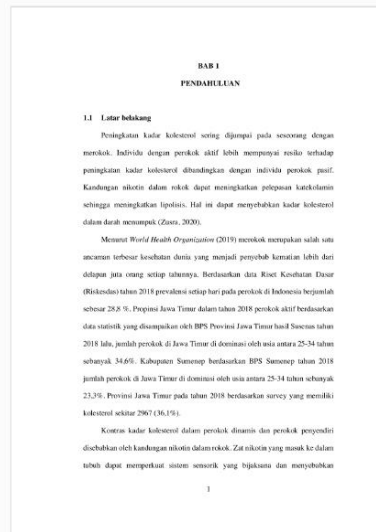 BAB 1
PENDAHULUAN
1.1 Latar belakang
Peningkatan kadar kolesterol sering dijumpai pada seseorang dengan
merokok. Individu dengan perokok aktif lebih mempunyai resiko terhadap
peningkatan kadar kolesterol dibandingkan dengan individu perokok pasif.
Kandungan nikotin dalam rokok dapat meningkatkan pelepasan katekolamin
sehingga meningkatkan lipolisis. Hal ini dapat menyebabkan kadar kolesterol
dalam darah menumpuk (Zusra, 2020).
Menurut World Health Organization (2019) merokok merupakan salah satu
ancaman terbesar kesehatan dunia yang menjadi penyebab kematian lebih dari
delapan juta orang setiap tahunnya. Berdasarkan data Riset Kesehatan Dasar
(Riskesdas) tahun 2018 prevalensi setiap hari pada perokok di Indonesia berjumlah
sebesar 28,8 %. Propinsi Jawa Timur dalam tahun 2018 perokok aktif berdasarkan
data statistik yang disampaikan oleh BPS Provinsi Jawa Timur hasil Susenas tahun
2018 lalu, jumlah perokok di Jawa Timur di dominasi oleh usia antara 25-34 tahun
sebanyak 34,6%. Kabupaten Sumenep berdasarkan BPS Sumenep tahun 2018
jumlah perokok di Jawa Timur di dominasi oleh usia antara 25-34 tahun sebanyak
23,3%. Provinsi Jawa Timur pada tahun 2018 berdasarkan survey yang memiliki
kolesterol sekitar 2967 (36,1%).
Kontras kadar kolesterol dalam perokok dinamis dan perokok penyendiri
disebabkan oleh kandungan nikotin dalam rokok. Zat nikotin yang masuk ke dalam
tubuh dapat memperkuat sistem sensorik yang bijaksana dan menyebabkan
1